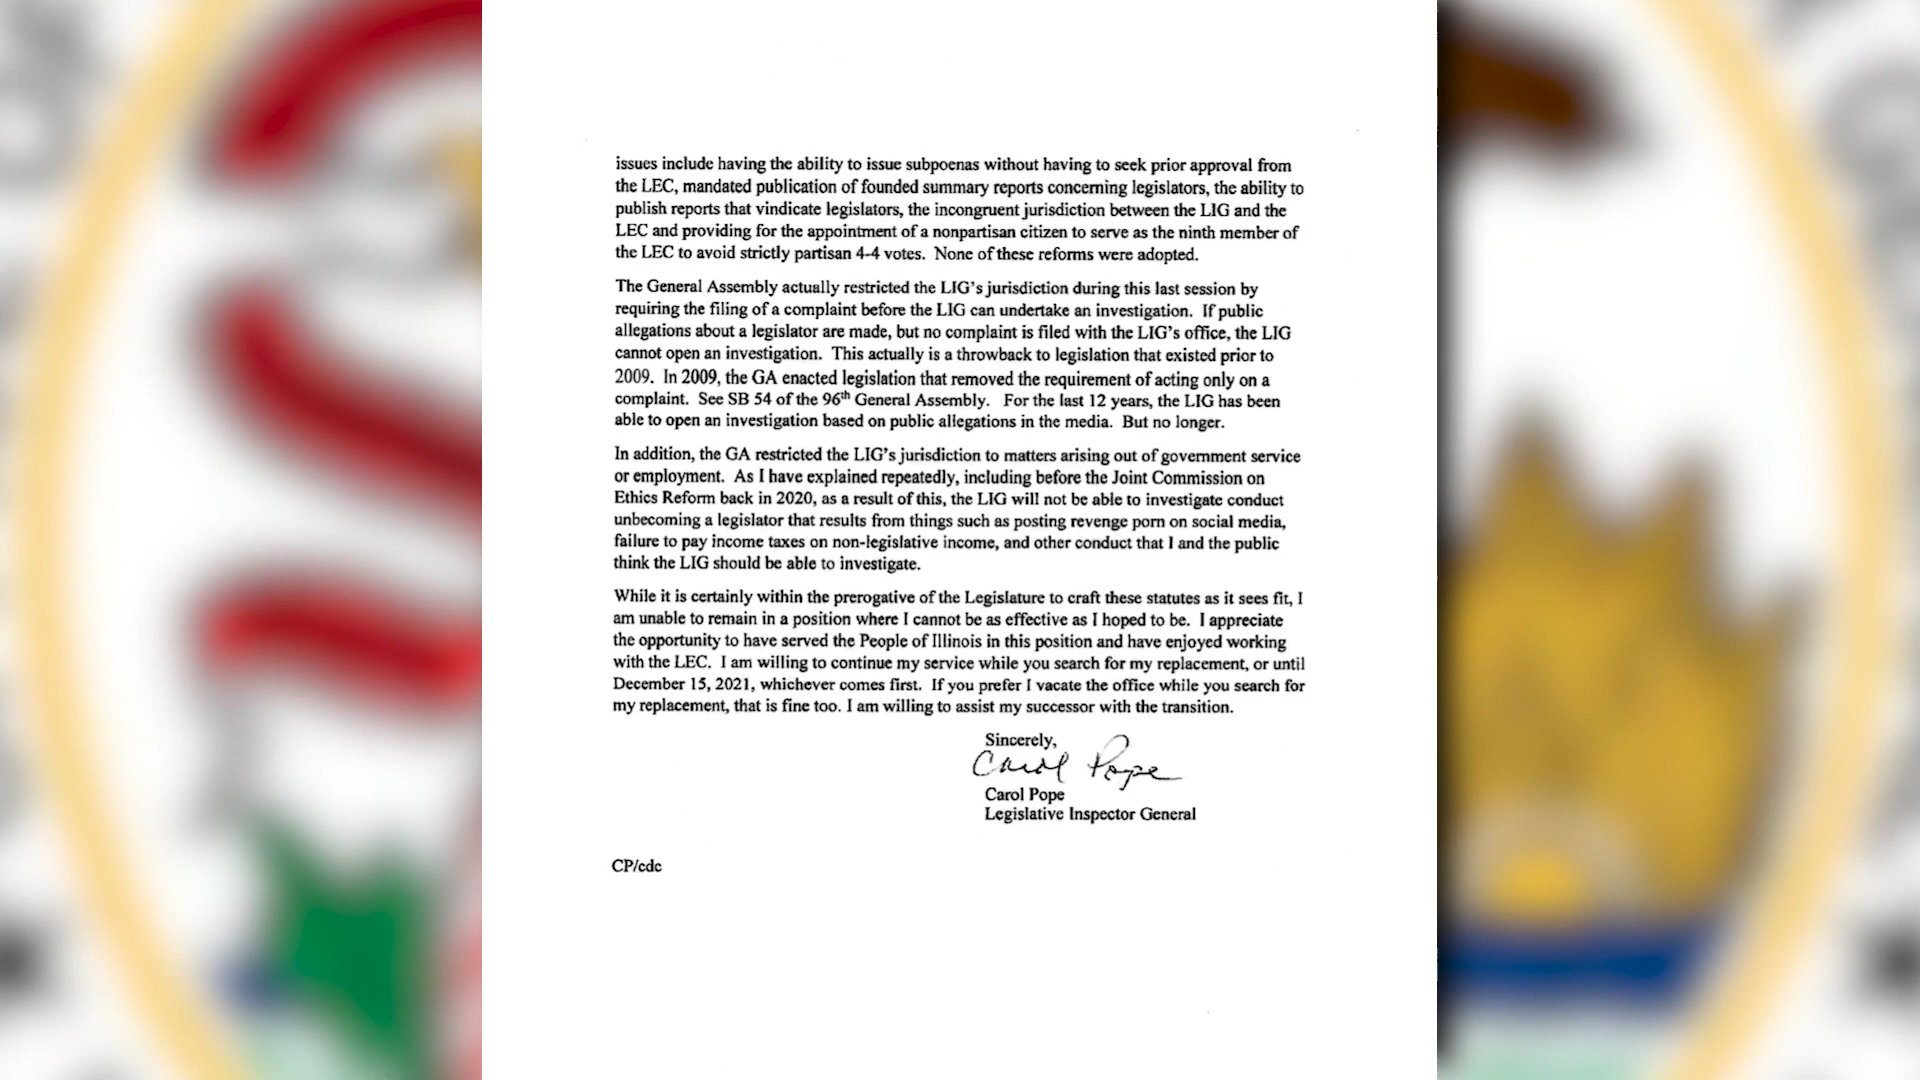 issues include having the ability to issue subpoenas without having to seek prior approval from
the LEC, mandated publication of founded summary reports concerning legislators, the ability to
publish reports that vindicate legislators, the incongruent jurisdiction between the LIG and the
LEC and providing for the appointment of a nonpartisan citizen to serve as the ninth member of
the LEC to avoid strictly partisan 4-4 votes. None of these reforms were adopted.
The General Assembly actually restricted the LIG's jurisdiction during this last session by
requiring the filing of a complaint before the LIG can undertake an investigation. If public
allegations about a legislator are made, but no complaint is filed with the LIG's office, the LIG
cannot open an investigation. This actually is a throwback to legislation that existed prior to
2009. In 2009, the GA enacted legislation that removed the requirement of acting only on a
complaint. See SB 54 of the 96th General Assembly. For the last 12 years, the LIG has been
able to open an investigation based on public allegations in the media. But no longer.
In addition, the GA restricted the LIG's jurisdiction to matters arising out of government service
or employment. As I have explained repeatedly, including before the Joint Commission on
Ethics Reform back in 2020, as a result of this, the LIG will not be able to investigate conduct
unbecoming a legislator that results from things such as posting revenge porn on social media,
failure to pay income taxes on non-legislative income, and other conduct that I and the public
think the LIG should be able to investigate.
While it is certainly within the prerogative of the Legislature to craft these statutes as it sees fit, I
am unable to remain in a position where I cannot be as effective as I hoped to be. I appreciate
the opportunity to have served the People of Illinois in this position and have enjoyed working
with the LEC. I am willing to continue my service while you search for my replacement, or until
December 15, 2021, whichever comes first. If you prefer I vacate the office while you search for
my replacement, that is fine too. I am willing to assist my successor with the transition.
Sincerely,
Carol Pope
Carol Pope
Legislative Inspector General
CP/cdc